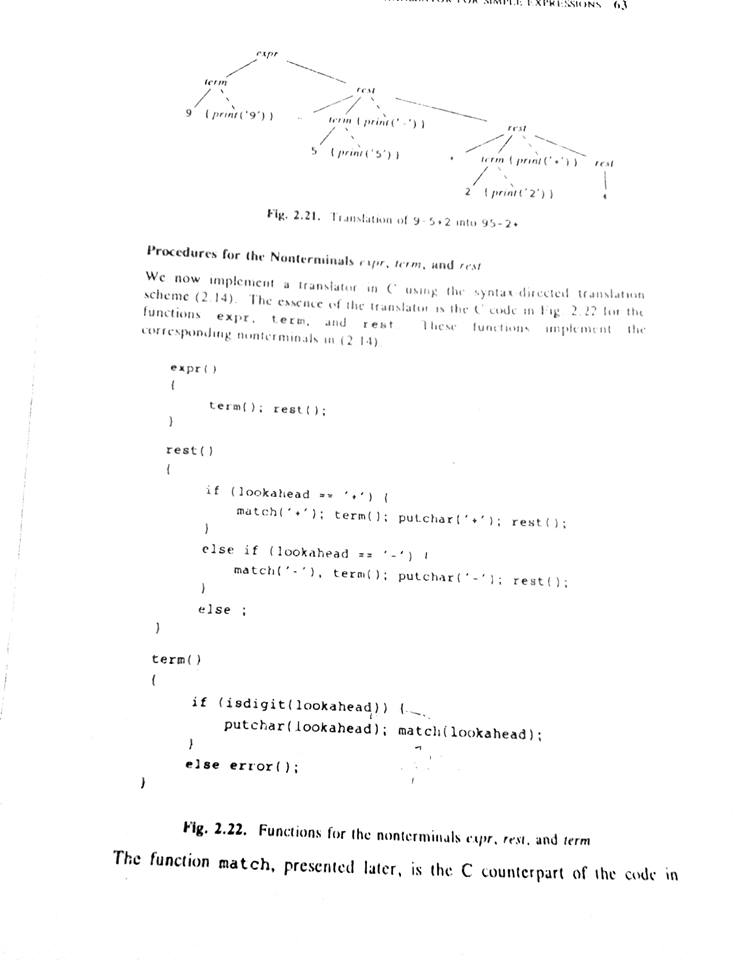 SIMPLE EXPRESSIONS 63
expr
term rest
9 { print('9') } - term { print('-') } rest
5 { print('5') } + term { print('+') } rest
2 { print('2') }
Fig. 2.21. Translation of 9-5+2 into 95-2+
Procedures for the Nonterminals expr, term, and rest
We now implement a translator in C using the syntax-directed translation
scheme (2.14). The essence of the translator is the C code in Fig. 2.22 for the
functions expr, term, and rest. These functions implement the
corresponding nonterminals in (2.14)
expr()
{
term(); rest();
}
rest()
{
if (lookahead == '+') {
match('+'); term(); putchar('+'); rest();
}
else if (lookahead == '-') {
match('-'), term(); putchar('-'); rest();
}
else ;
}
term()
{
if (isdigit(lookahead)) {
putchar(lookahead); match(lookahead);
}
else error();
}
Fig. 2.22. Functions for the nonterminals expr, rest, and term
The function match, presented later, is the C counterpart of the code in